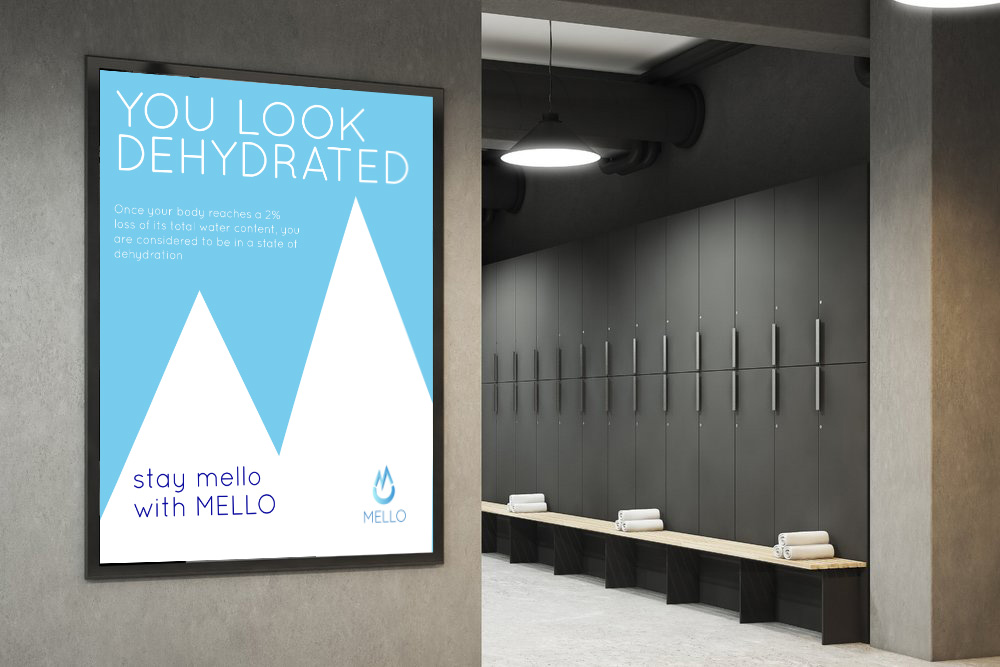 YOU LOOK
DEHYDRATED
Once your body reaches a 2%
loss of its total water content, you
are considered to be in a state of
dehydration
stay mello
with MELLO
MELLO